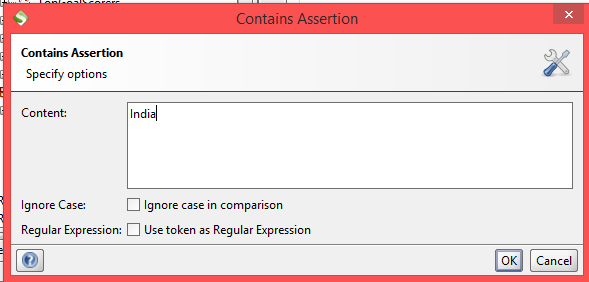 TopGoalScorers
Contains Assertion
Contains Assertion
Specify options
Content:
India
Ignore Case:
Ignore case in comparison
Regular Expression:
Use token as Regular Expression
OK
Cancel